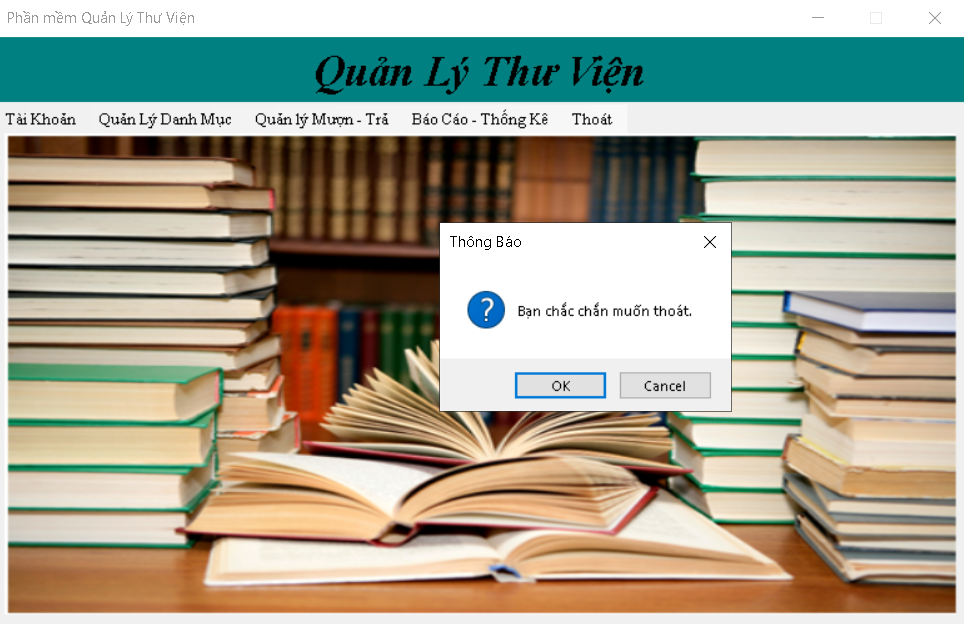 Phần mềm Quản Lý Thư Viện
Quản Lý Thư Viện
Tài Khoản Quản Lý Danh Mục Quản lý Mượn - Trả Báo Cáo - Thống Kê Thoát
Thông Báo
?
Bạn chắc chắn muốn thoát.
OK Cancel